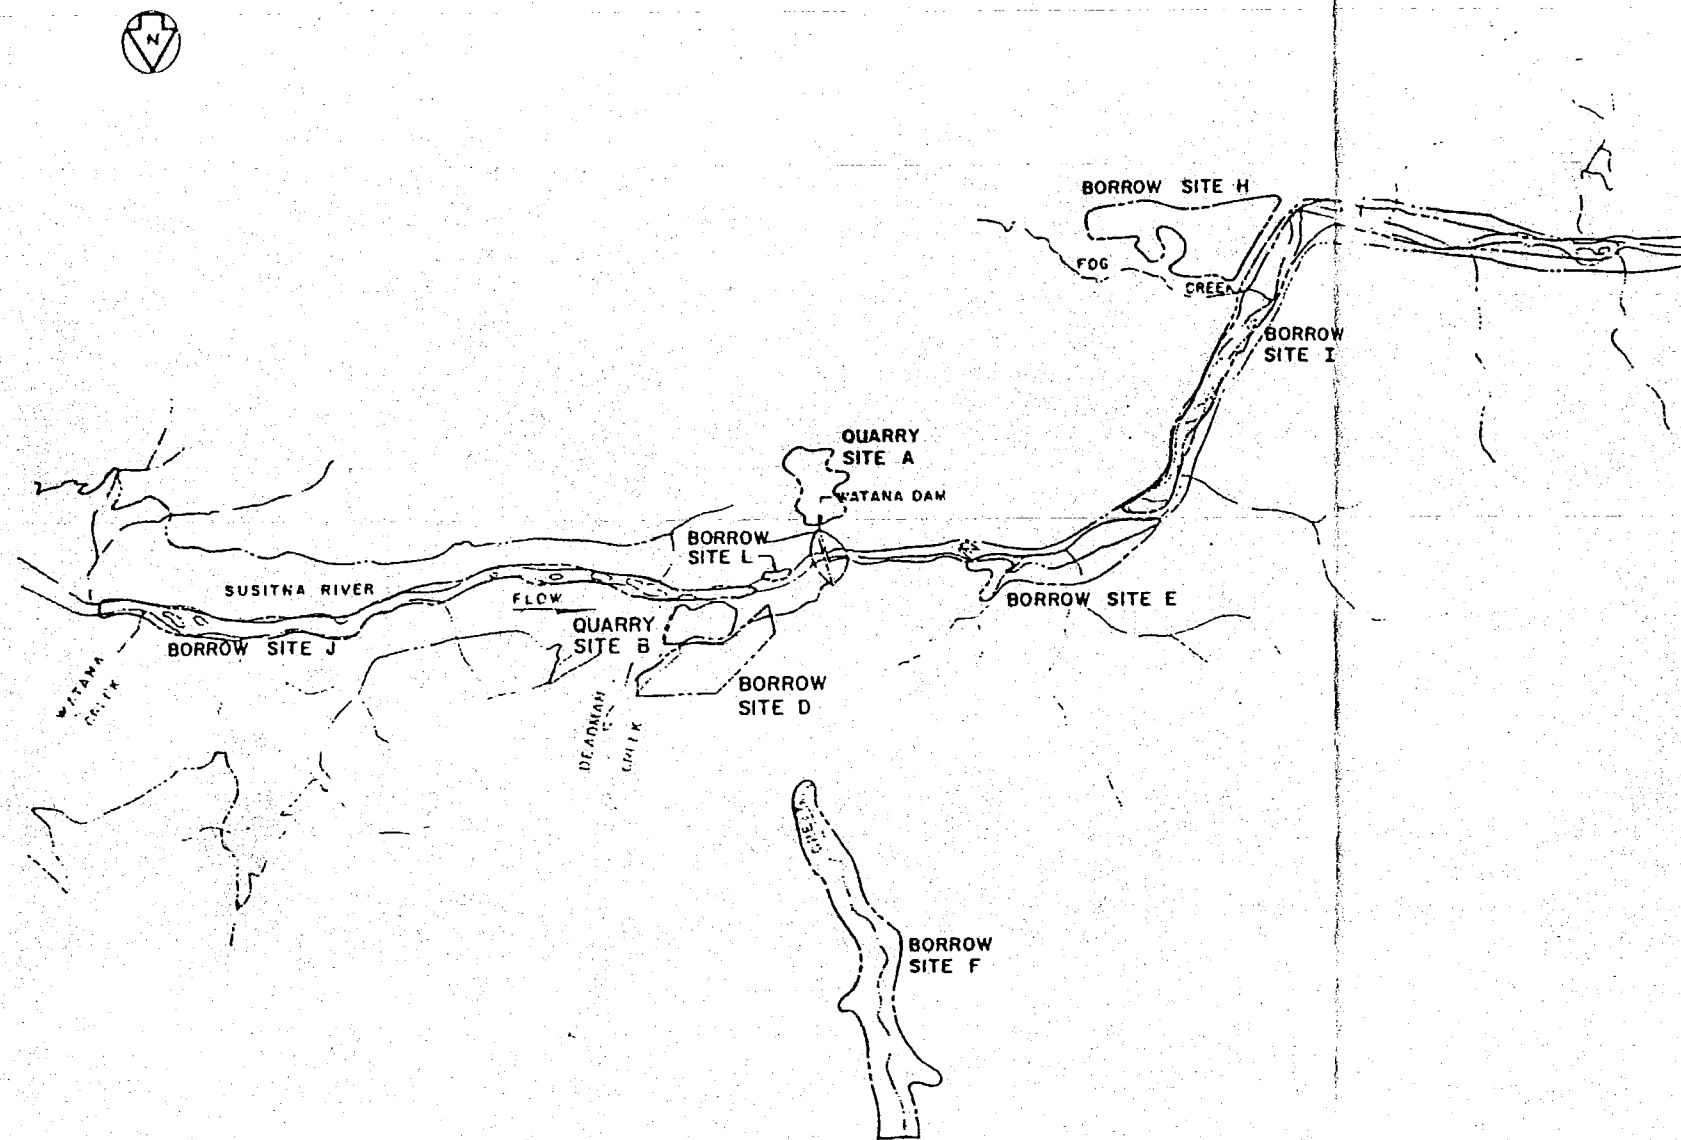 N
BORROW SITE H
FOG
CREEK
BORROW
SITE I
QUARRY
SITE A
WATANA DAM
BORROW
SITE L
SUSITNA RIVER
FLOW
BORROW SITE E
QUARRY
SITE B
BORROW SITE J
WATANA
CREEK
BORROW
SITE D
DEADMAN
CREEK
BORROW
SITE F